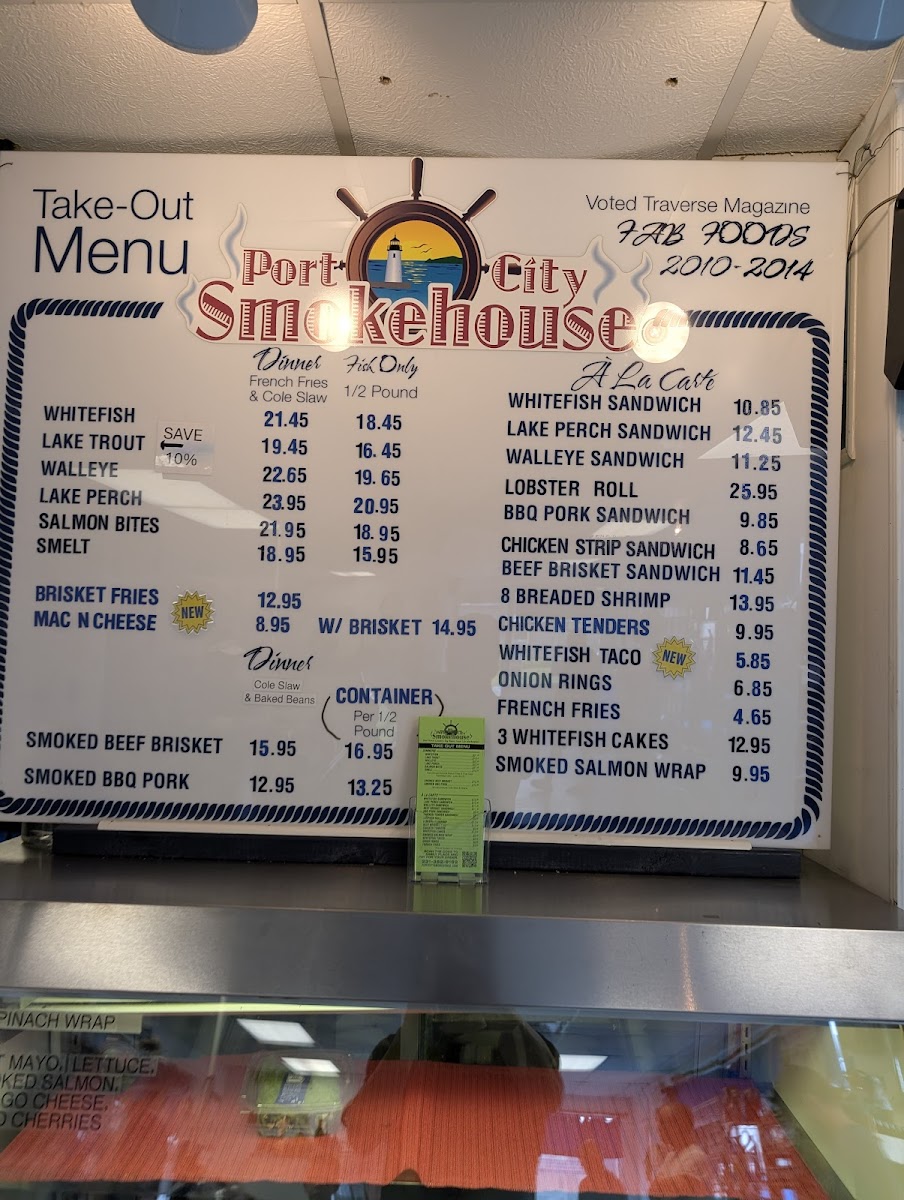 Take-Out
Menu
Port City
Smokehouse
Voted Traverse Magazine
FAB FOODS
2010-2014
Dinner Fish Only
French Fries
& Cole Slaw 1/2 Pound
WHITEFISH 21.45 18.45
LAKE TROUT 19.45 16.45
SAVE
10%
WALLEYE 22.65 19.65
LAKE PERCH 23.95 20.95
SALMON BITES 21.95 18.95
SMELT 18.95 15.95
BRISKET FRIES 12.95
MAC N CHEESE NEW 8.95 W/ BRISKET 14.95
Dinner
Cole Slaw
& Baked Beans
CONTAINER
Per 1/2
Pound
SMOKED BEEF BRISKET 15.95 16.95
SMOKED BBQ PORK 12.95 13.25
À La Carte
WHITEFISH SANDWICH 10.85
LAKE PERCH SANDWICH 12.45
WALLEYE SANDWICH 11.25
LOBSTER ROLL 25.95
BBQ PORK SANDWICH 9.85
CHICKEN STRIP SANDWICH 8.65
BEEF BRISKET SANDWICH 11.45
8 BREADED SHRIMP 13.95
CHICKEN TENDERS 9.95
WHITEFISH TACO NEW 5.85
ONION RINGS 6.85
FRENCH FRIES 4.65
3 WHITEFISH CAKES 12.95
SMOKED SALMON WRAP 9.95
Smokehouse
TAKE OUT MENU
PINACH WRAP
MAYO, LETTUCE,
KED SALMON,
GO CHEESE,
D CHERRIES